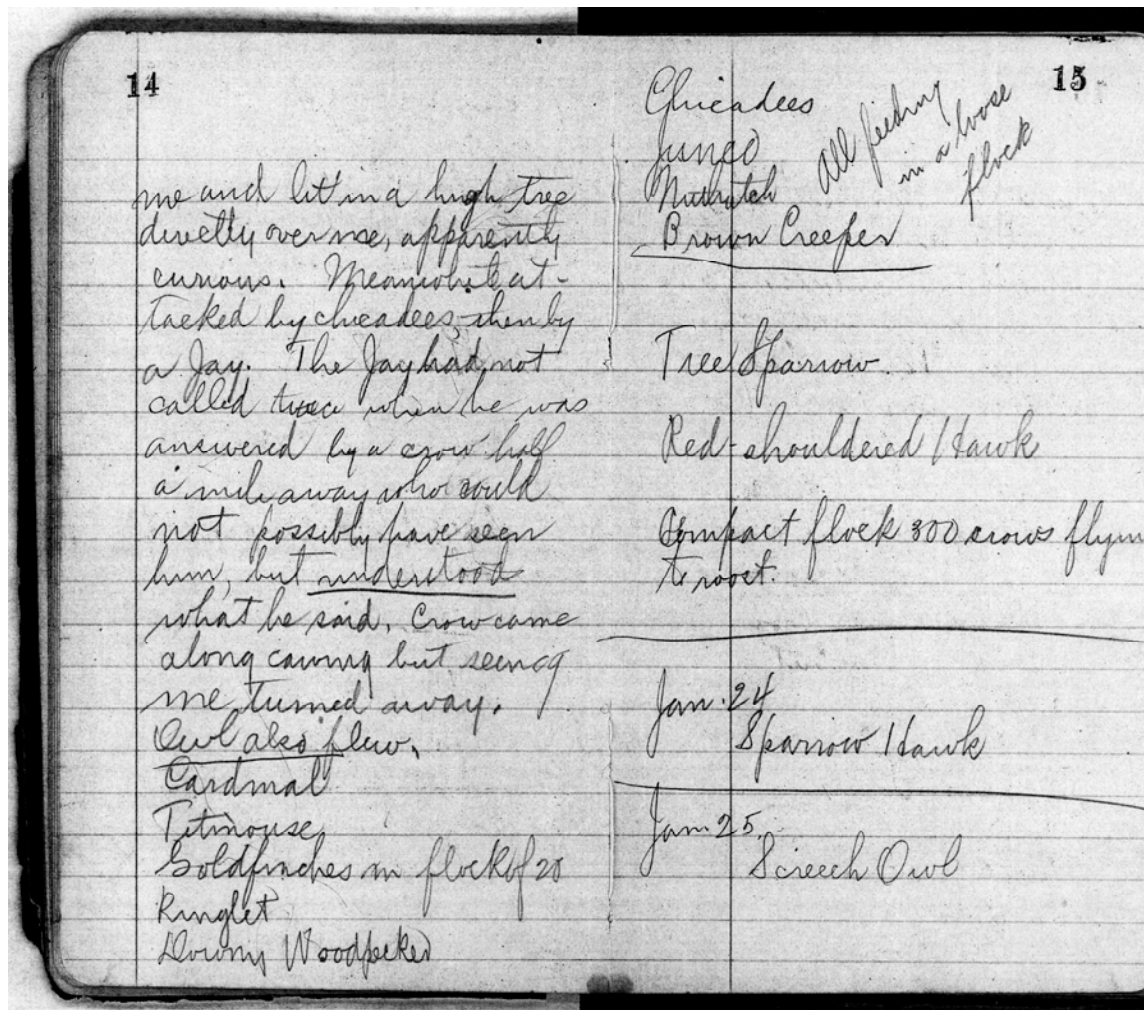 14
me and lit in a high tree
directly over me, apparently
curious. Meanwhile at-
tacked by chicadees then by
a Jay. The Jay had not
called twice when he was
answered by a crow half
a mile away who could
not possibly have seen
him, but understood
what he said. Crow came
along cawing but seeing
me, turned away.
Owl also flew.
Cardinal
Titmouse
Goldfinches in flock of 20
Kinglet
Downy Woodpecker
15
Chicadees
Junco
Nuthatch
Brown Creeper
All feeding
in a loose
flock
Tree Sparrow
Red-shouldered Hawk
Compact flock 300 crows flyin
to roost.
Jan. 24
Sparrow Hawk
Jan. 25.
Screech Owl